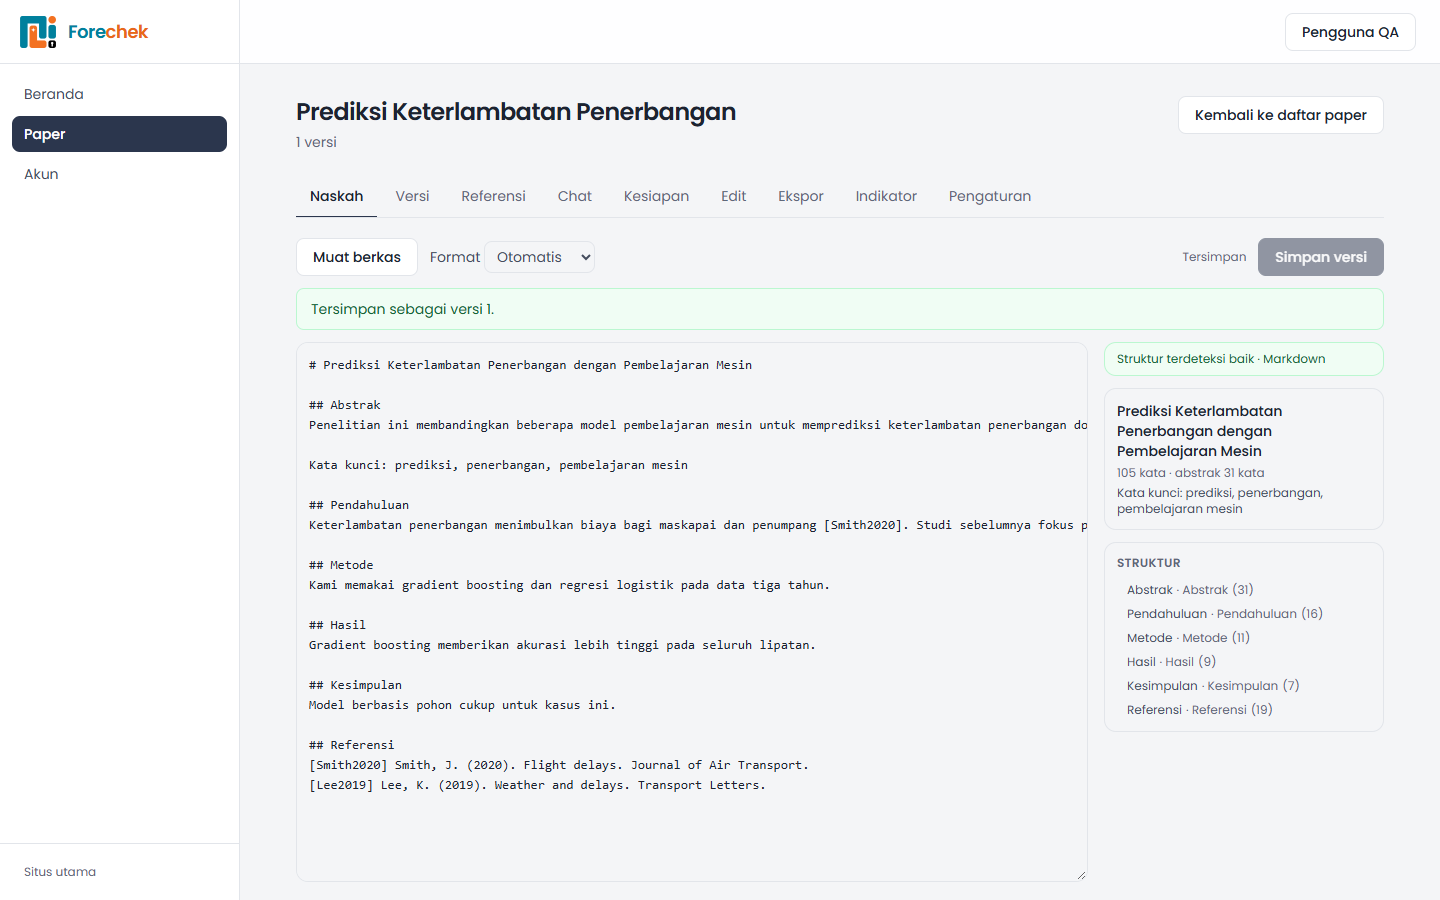 Forechek
Pengguna QA
Beranda
Paper
Akun
Situs utama
Prediksi Keterlambatan Penerbangan
1 versi
Kembali ke daftar paper
Naskah Versi Referensi Chat Kesiapan Edit Ekspor Indikator Pengaturan
Muat berkas Format Otomatis Tersimpan Simpan versi
Tersimpan sebagai versi 1.
# Prediksi Keterlambatan Penerbangan dengan Pembelajaran Mesin
## Abstrak
Penelitian ini membandingkan beberapa model pembelajaran mesin untuk memprediksi keterlambatan penerbangan do
Kata kunci: prediksi, penerbangan, pembelajaran mesin
## Pendahuluan
Keterlambatan penerbangan menimbulkan biaya bagi maskapai dan penumpang [Smith2020]. Studi sebelumnya fokus p
## Metode
Kami memakai gradient boosting dan regresi logistik pada data tiga tahun.
## Hasil
Gradient boosting memberikan akurasi lebih tinggi pada seluruh lipatan.
## Kesimpulan
Model berbasis pohon cukup untuk kasus ini.
## Referensi
[Smith2020] Smith, J. (2020). Flight delays. Journal of Air Transport.
[Lee2019] Lee, K. (2019). Weather and delays. Transport Letters.
Struktur terdeteksi baik · Markdown
Prediksi Keterlambatan
Penerbangan dengan
Pembelajaran Mesin
105 kata · abstrak 31 kata
Kata kunci: prediksi, penerbangan,
pembelajaran mesin
STRUKTUR
Abstrak · Abstrak (31)
Pendahuluan · Pendahuluan (16)
Metode · Metode (11)
Hasil · Hasil (9)
Kesimpulan · Kesimpulan (7)
Referensi · Referensi (19)